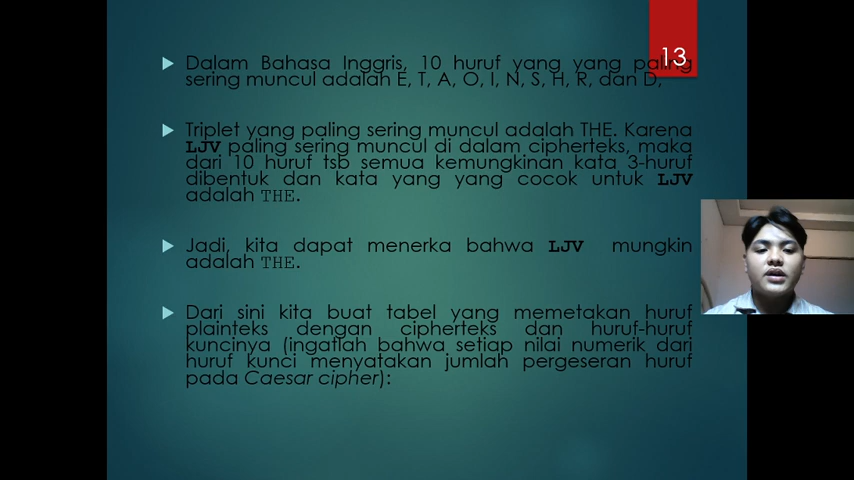 13
Dalam Bahasa Inggris, 10 huruf yang yang paling
sering muncul adalah E, T, A, O, I, N, S, H, R, dan D,
Triplet yang paling sering muncul adalah THE. Karena
LJV paling sering muncul di dalam cipherteks, maka
dari 10 huruf tsb semua kemungkinan kata 3-huruf
dibentuk dan kata yang yang cocok untuk LJV
adalah THE.
Jadi, kita dapat menerka bahwa LJV mungkin
adalah THE.
Dari sini kita buat tabel yang memetakan huruf
plainteks dengan cipherteks dan huruf-huruf
kuncinya (ingatlah bahwa setiap nilai numerik dari
huruf kunci menyatakan jumlah pergeseran huruf
pada Caesar cipher):